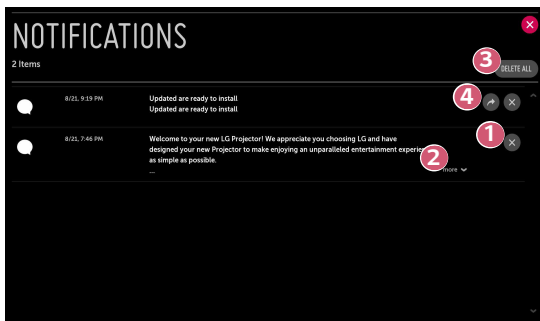 NOTIFICATIONS
2 Items
3
DELETE ALL
8/21, 9:19 PM
Updated are ready to install
Updated are ready to install
4
8/21, 7:46 PM
Welcome to your new LG Projector! We appreciate you choosing LG and have
designed your new Projector to make enjoying an unparalleled entertainment
as simple as possible.
...
1
2
more